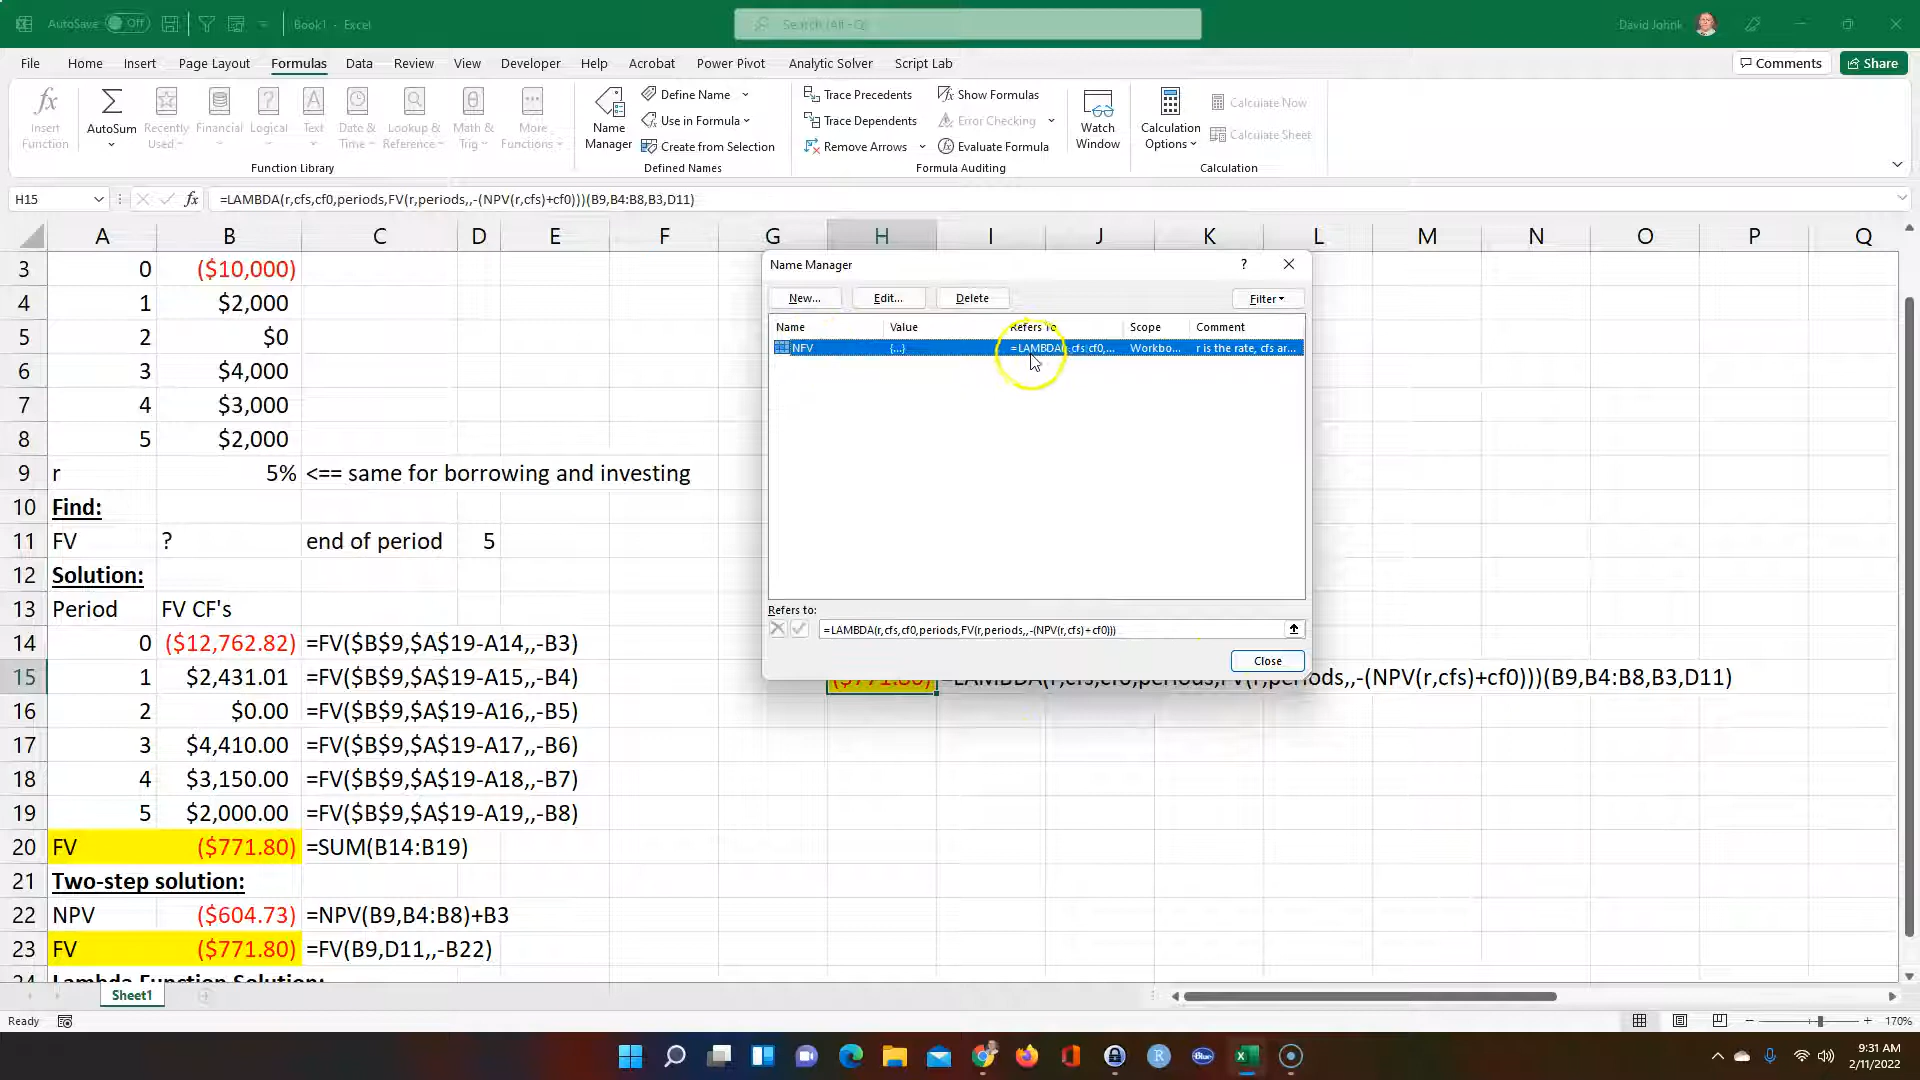 AutoSave Off Book1 - Excel Search (Alt+Q) David Johnk
File Home Insert Page Layout Formulas Data Review View Developer Help Acrobat Power Pivot Analytic Solver Script Lab Comments Share
Insert Function
AutoSum
Recently Used
Financial
Logical
Text
Date & Time
Lookup & Reference
Math & Trig
More Functions
Function Library
Name Manager
Define Name
Use in Formula
Create from Selection
Defined Names
Trace Precedents
Trace Dependents
Remove Arrows
Show Formulas
Error Checking
Evaluate Formula
Formula Auditing
Watch Window
Calculation Options
Calculate Now
Calculate Sheet
Calculation
H15 fx =LAMBDA(r,cfs,cf0,periods,FV(r,periods,,-(NPV(r,cfs)+cf0)))(B9,B4:B8,B3,D11)
A B C D E F G H I J K L M N O P Q
3 0 ($10,000)
4 1 $2,000
5 2 $0
6 3 $4,000
7 4 $3,000
8 5 $2,000
9 r 5% <== same for borrowing and investing
10 Find:
11 FV ? end of period 5
12 Solution:
13 Period FV CF's
14 0 ($12,762.82) =FV($B$9,$A$19-A14,,-B3)
15 1 $2,431.01 =FV($B$9,$A$19-A15,,-B4) ($771.80) =LAMBDA(r,cfs,cf0,periods,FV(r,periods,,-(NPV(r,cfs)+cf0)))(B9,B4:B8,B3,D11)
16 2 $0.00 =FV($B$9,$A$19-A16,,-B5)
17 3 $4,410.00 =FV($B$9,$A$19-A17,,-B6)
18 4 $3,150.00 =FV($B$9,$A$19-A18,,-B7)
19 5 $2,000.00 =FV($B$9,$A$19-A19,,-B8)
20 FV ($771.80) =SUM(B14:B19)
21 Two-step solution:
22 NPV ($604.73) =NPV(B9,B4:B8)+B3
23 FV ($771.80) =FV(B9,D11,,-B22)
24 Lambda Function Solution:
Name Manager ?
New... Edit... Delete Filter
Name Value Refers To Scope Comment
NFV {...} =LAMBDA(r,cfs,cf0,... Workbo... r is the rate, cfs ar...
Refers to:
=LAMBDA(r,cfs,cf0,periods,FV(r,periods,,-(NPV(r,cfs)+cf0)))
Close
Sheet1
Ready 170%
9:31 AM
2/11/2022